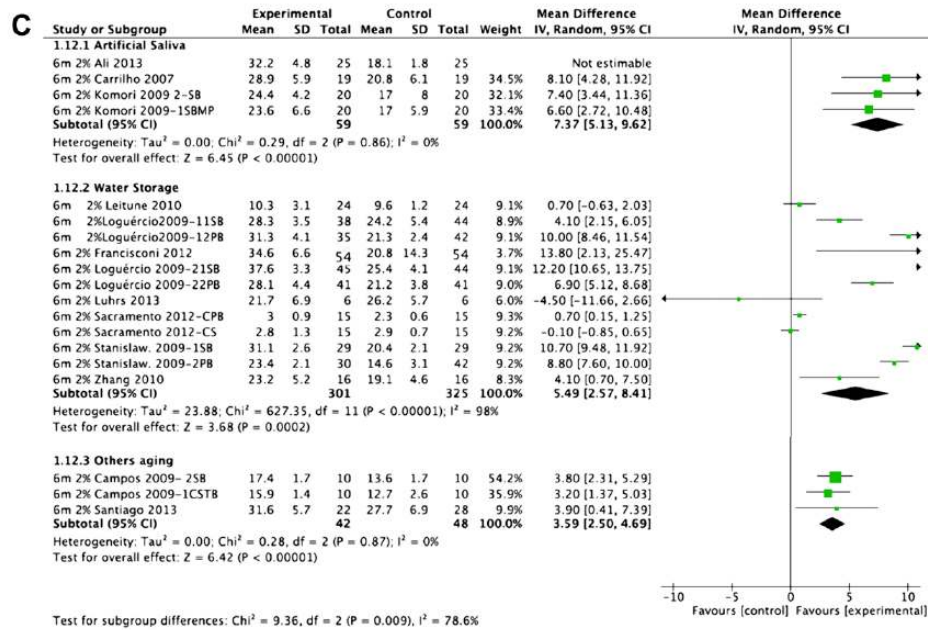 C
Experimental Control Mean Difference Mean Difference
Study or Subgroup Mean SD Total Mean SD Total Weight IV, Random, 95% CI IV, Random, 95% CI
1.12.1 Artificial Saliva
6m 2% Ali 2013 32.2 4.8 25 18.1 1.8 25 Not estimable
6m 2% Carrilho 2007 28.9 5.9 19 20.8 6.1 19 34.5% 8.10 [4.28, 11.92]
6m 2% Komori 2009 2-SB 24.4 4.2 20 17 8 20 32.1% 7.40 [3.44, 11.36]
6m 2% Komori 2009-1SBMP 23.6 6.6 20 17 5.9 20 33.4% 6.60 [2.72, 10.48]
Subtotal (95% CI) 59 59 100.0% 7.37 [5.13, 9.62]
Heterogeneity: Tau² = 0.00; Chi² = 0.29, df = 2 (P = 0.86); I² = 0%
Test for overall effect: Z = 6.45 (P < 0.00001)
1.12.2 Water Storage
6m 2% Leitune 2010 10.3 3.1 24 9.6 1.2 24 9.1% 0.70 [-0.63, 2.03]
6m 2%Loguércio2009-11SB 28.3 3.5 38 24.2 5.4 44 8.9% 4.10 [2.15, 6.05]
6m 2%Loguércio2009-12PB 31.3 4.1 35 21.3 2.4 42 9.1% 10.00 [8.46, 11.54]
6m 2% Francisconi 2012 34.6 6.6 54 20.8 14.3 54 3.7% 13.80 [2.13, 25.47]
6m 2% Loguércio 2009-21SB 37.6 3.3 45 25.4 4.1 44 9.0% 12.20 [10.65, 13.75]
6m 2% Loguércio 2009-22PB 28.1 4.4 41 21.2 3.8 41 9.0% 6.90 [5.12, 8.68]
6m 2% Luhrs 2013 21.7 6.9 6 26.2 5.7 6 6.0% -4.50 [-11.66, 2.66]
6m 2% Sacramento 2012-CPB 3 0.9 15 2.3 0.6 15 9.2% 0.70 [0.15, 1.25]
6m 2% Sacramento 2012-CS 2.8 1.3 15 2.9 0.7 15 9.2% -0.10 [-0.85, 0.65]
6m 2% Stanislaw. 2009-1SB 31.1 2.6 29 20.4 2.1 29 9.1% 10.70 [9.48, 11.92]
6m 2% Stanislaw. 2009-2PB 23.4 2.1 30 14.6 3.1 42 9.1% 8.80 [7.60, 10.00]
6m 2% Zhang 2010 23.2 5.2 16 19.1 4.6 16 8.3% 4.10 [0.70, 7.50]
Subtotal (95% CI) 301 325 100.0% 5.49 [2.57, 8.41]
Heterogeneity: Tau² = 23.88; Chi² = 627.35, df = 11 (P < 0.00001); I² = 98%
Test for overall effect: Z = 3.68 (P = 0.0002)
1.12.3 Others aging
6m 2% Campos 2009- 2SB 17.4 1.7 10 13.6 1.7 10 54.2% 3.80 [2.31, 5.29]
6m 2% Campos 2009-1CSTB 15.9 1.4 10 12.7 2.6 10 35.9% 3.20 [1.37, 5.03]
6m 2% Santiago 2013 31.6 5.7 22 27.7 6.9 28 9.9% 3.90 [0.41, 7.39]
Subtotal (95% CI) 42 48 100.0% 3.59 [2.50, 4.69]
Heterogeneity: Tau² = 0.00; Chi² = 0.28, df = 2 (P = 0.87); I² = 0%
Test for overall effect: Z = 6.42 (P < 0.00001)
-10 -5 0 5 10
Favours [control] Favours [experimental]
Test for subgroup differences: Chi² = 9.36, df = 2 (P = 0.009), I² = 78.6%